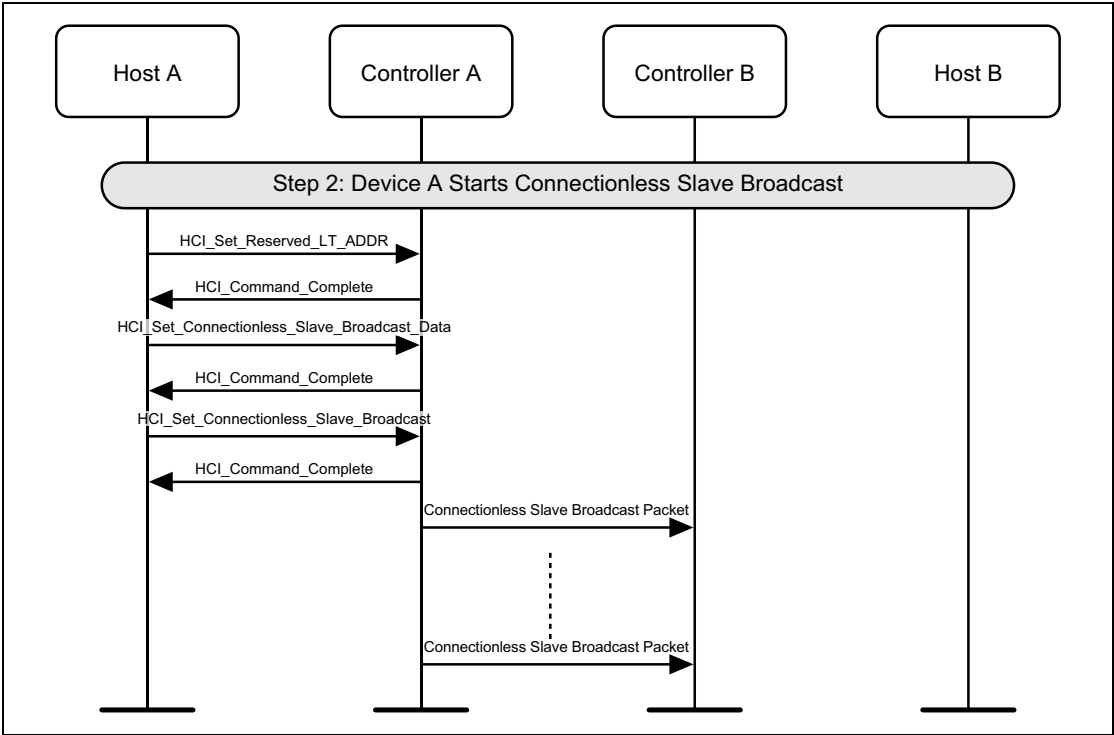 Host A
Controller A
Controller B
Host B
Step 2: Device A Starts Connectionless Slave Broadcast
HCI_Set_Reserved_LT_ADDR
HCI_Command_Complete
HCI_Set_Connectionless_Slave_Broadcast_Data
HCI_Command_Complete
HCI_Set_Connectionless_Slave_Broadcast
HCI_Command_Complete
Connectionless Slave Broadcast Packet
Connectionless Slave Broadcast Packet